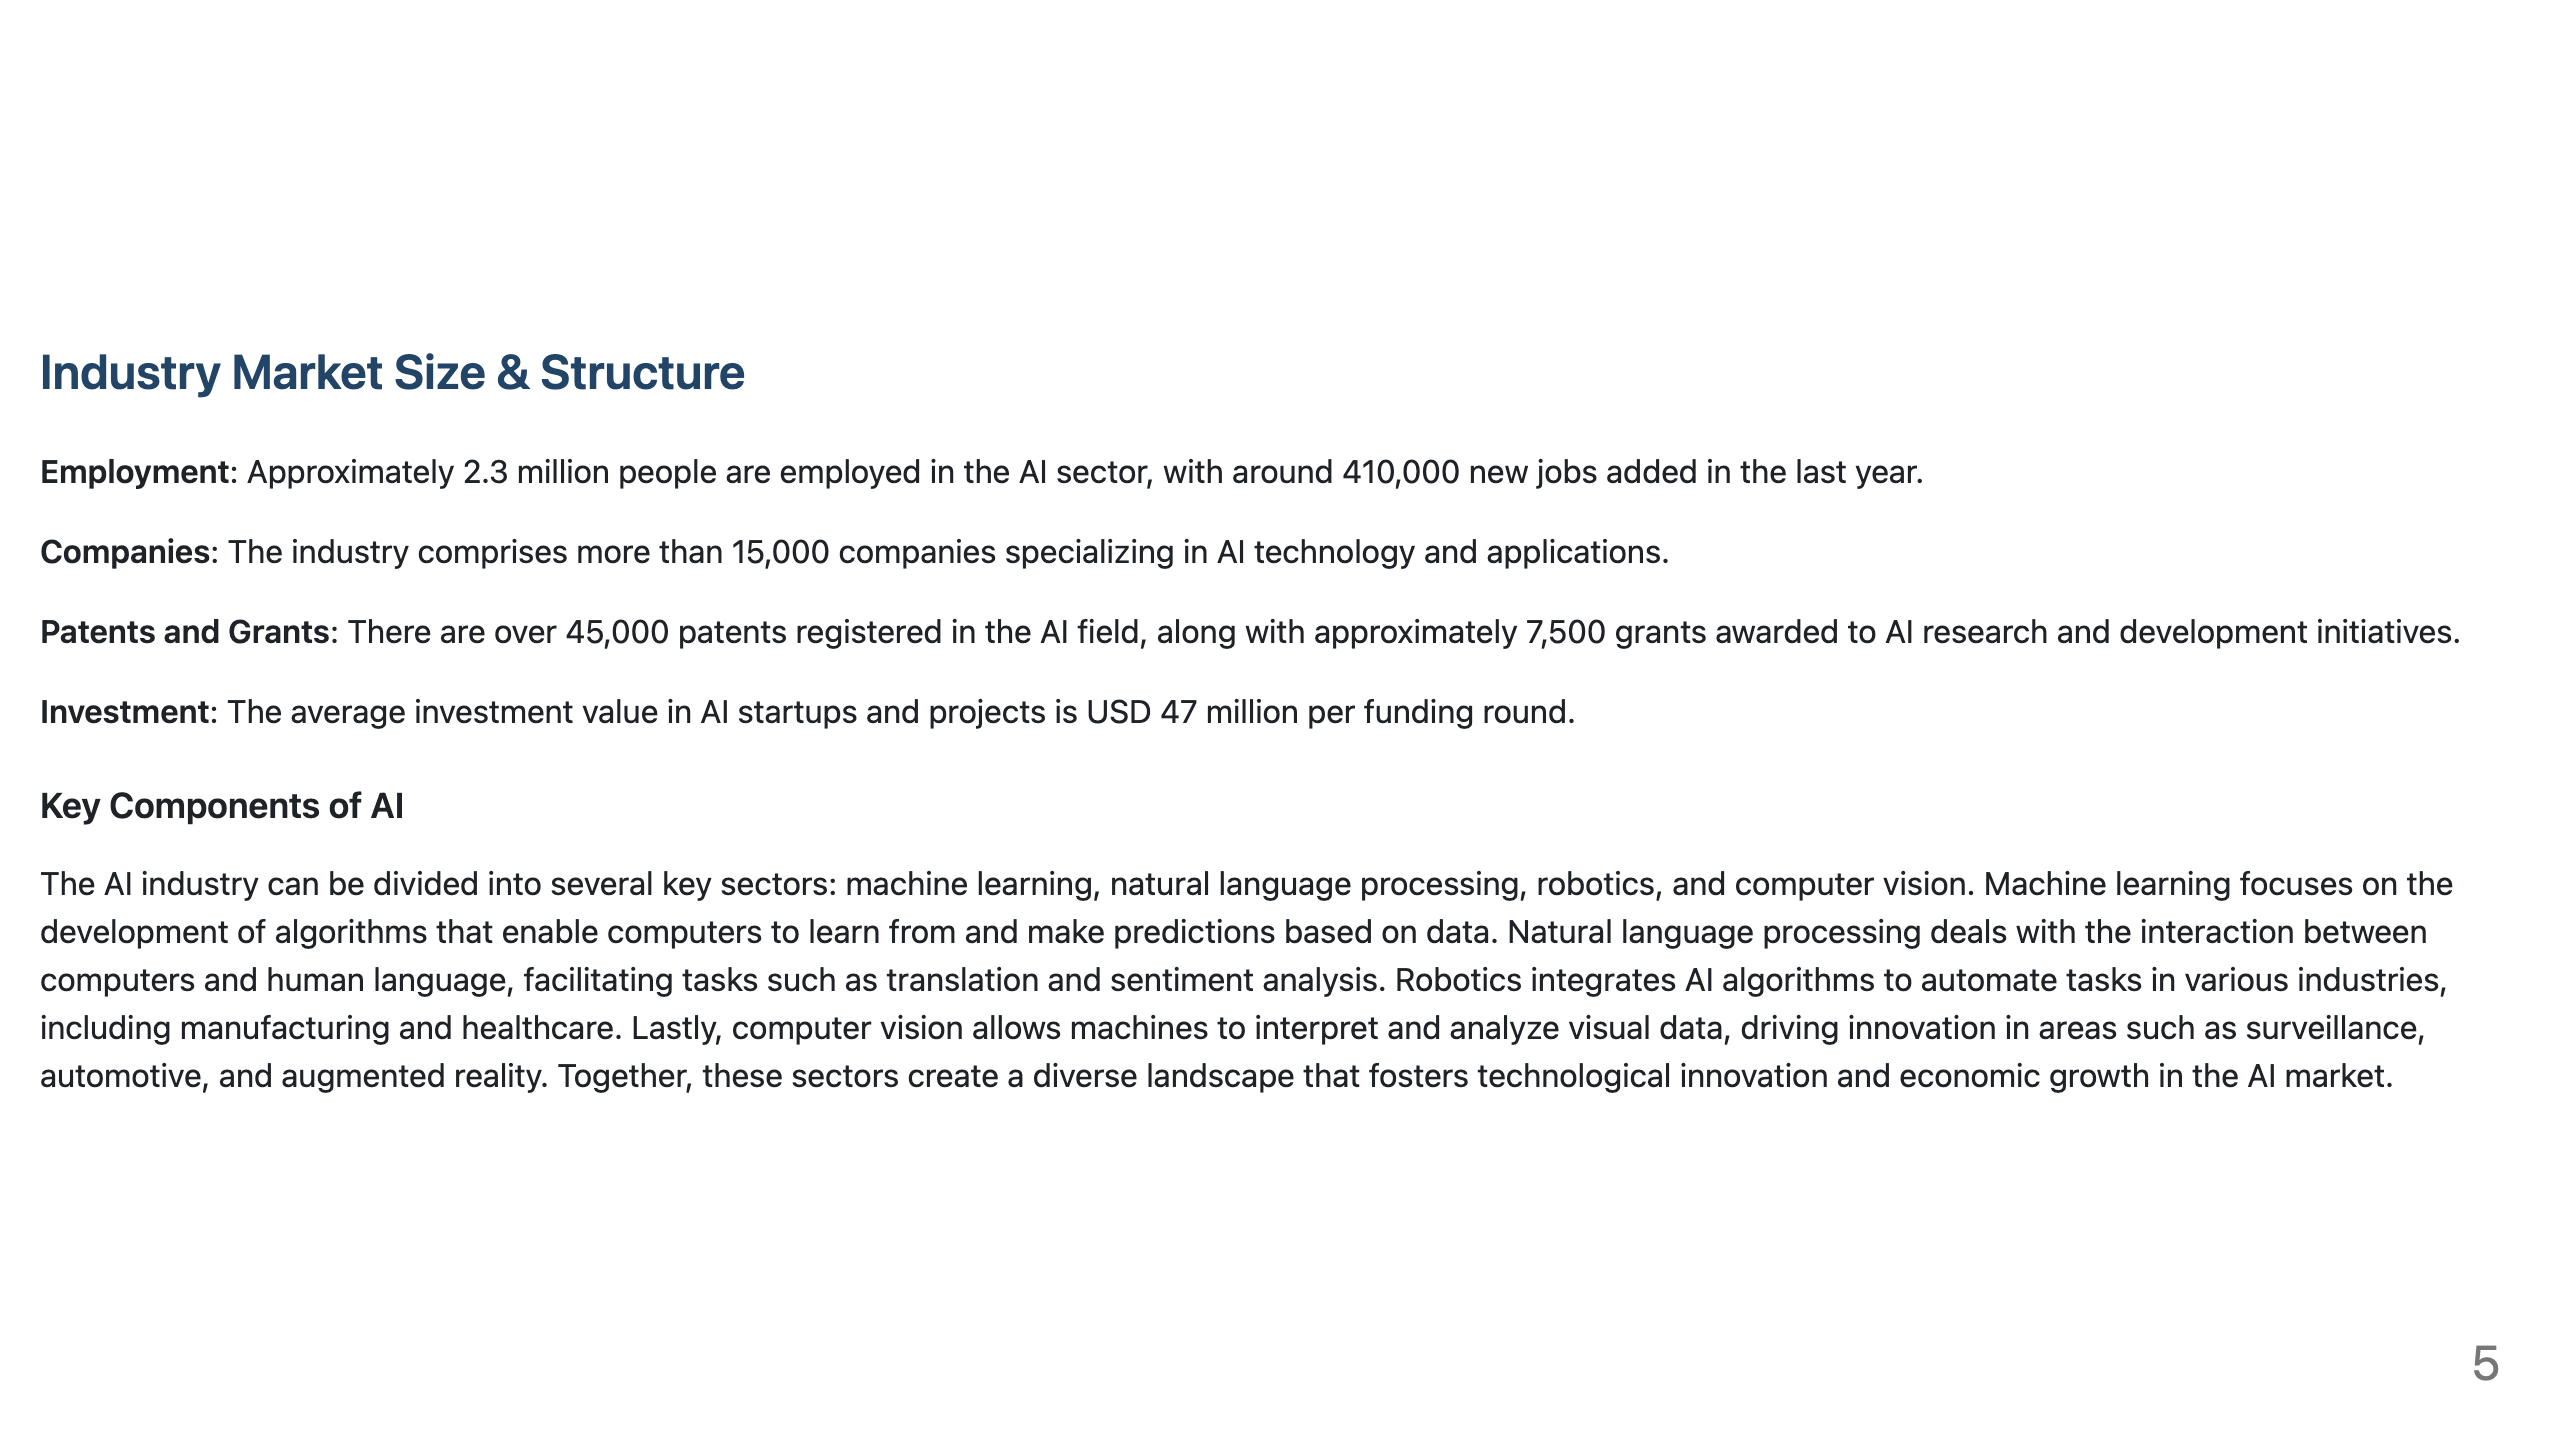 Industry Market Size & Structure
Employment: Approximately 2.3 million people are employed in the AI sector, with around 410,000 new jobs added in the last year.
Companies: The industry comprises more than 15,000 companies specializing in AI technology and applications.
Patents and Grants: There are over 45,000 patents registered in the AI field, along with approximately 7,500 grants awarded to AI research and development initiatives.
Investment: The average investment value in AI startups and projects is USD 47 million per funding round.
Key Components of AI
The AI industry can be divided into several key sectors: machine learning, natural language processing, robotics, and computer vision. Machine learning focuses on the
development of algorithms that enable computers to learn from and make predictions based on data. Natural language processing deals with the interaction between
computers and human language, facilitating tasks such as translation and sentiment analysis. Robotics integrates AI algorithms to automate tasks in various industries,
including manufacturing and healthcare. Lastly, computer vision allows machines to interpret and analyze visual data, driving innovation in areas such as surveillance,
automotive, and augmented reality. Together, these sectors create a diverse landscape that fosters technological innovation and economic growth in the AI market.
5